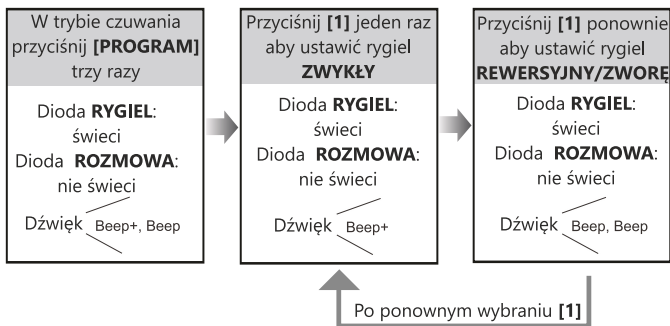 W trybie czuwania
przyciśnij [PROGRAM]
trzy razy
Dioda RYGIEL:
świeci
Dioda ROZMOWA:
nie świeci
Dźwięk Beep+, Beep
Przyciśnij [1] jeden raz
aby ustawić rygiel
ZWYKŁY
Dioda RYGIEL:
świeci
Dioda ROZMOWA:
nie świeci
Dźwięk Beep+
Przyciśnij [1] ponownie
aby ustawić rygiel
REWERSYJNY/ZWORĘ
Dioda RYGIEL:
świeci
Dioda ROZMOWA:
nie świeci
Dźwięk Beep, Beep
Po ponownym wybraniu [1]